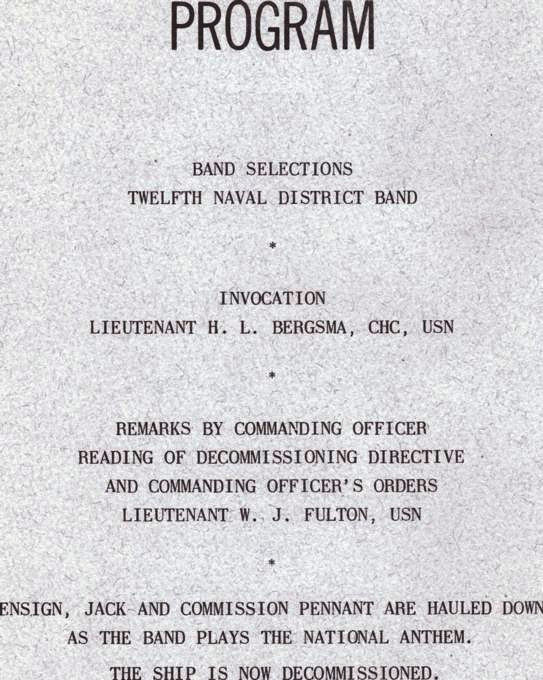 PROGRAM
BAND SELECTIONS
TWELFTH NAVAL DISTRICT BAND
*
INVOCATION
LIEUTENANT H. L. BERGSMA, CHC, USN
*
REMARKS BY COMMANDING OFFICER
READING OF DECOMMISSIONING DIRECTIVE
AND COMMANDING OFFICER'S ORDERS
LIEUTENANT W. J. FULTON, USN
*
ENSIGN, JACK AND COMMISSION PENNANT ARE HAULED DOWN
AS THE BAND PLAYS THE NATIONAL ANTHEM.
THE SHIP IS NOW DECOMMISSIONED.